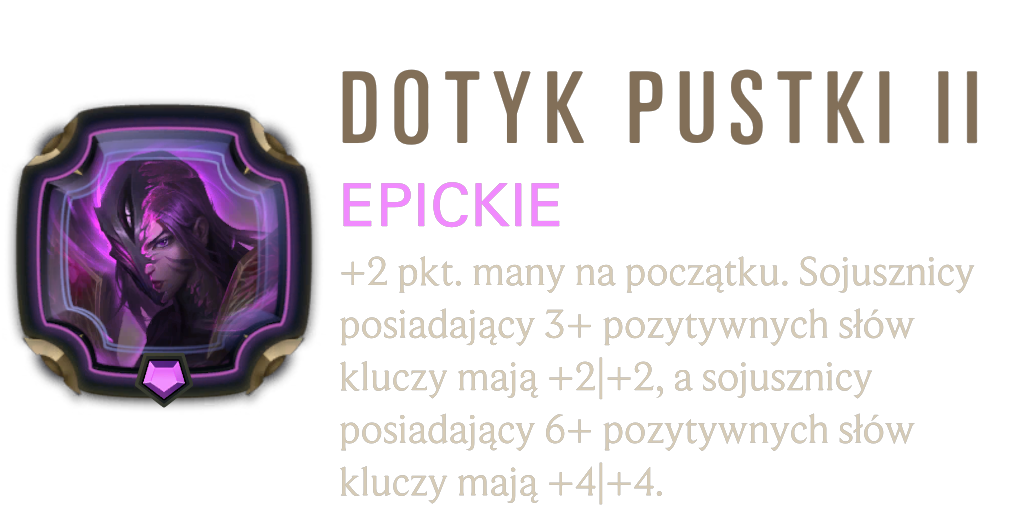 DOTYK PUSTKI II
EPICKIE
+2 pkt. many na początku. Sojusznicy
posiadający 3+ pozytywnych słów
kluczy mają +2|+2, a sojusznicy
posiadający 6+ pozytywnych słów
kluczy mają +4|+4.